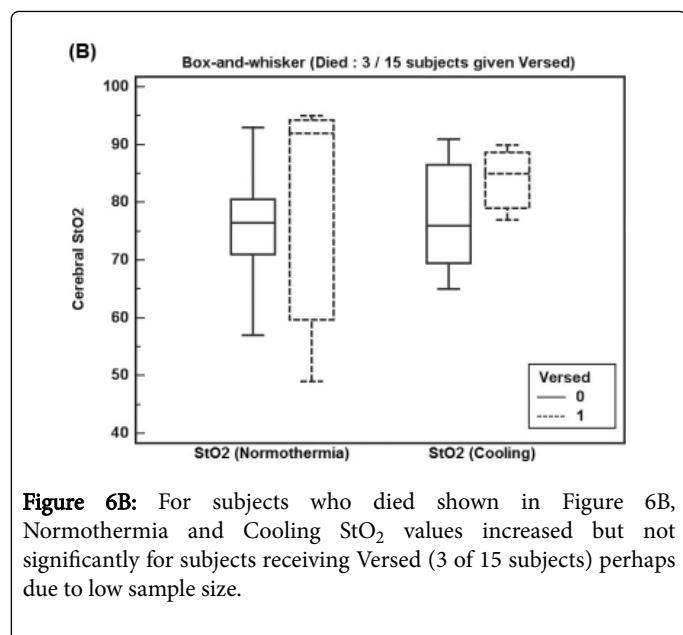 (B)
Box-and-whisker (Died : 3 / 15 subjects given Versed)
100
90
80
70
60
50
40
Cerebral StO2
Versed
0
1
StO2 (Normothermia)
StO2 (Cooling)
Figure 6B: For subjects who died shown in Figure 6B,
Normothermia and Cooling StO₂ values increased but not
significantly for subjects receiving Versed (3 of 15 subjects) perhaps
due to low sample size.